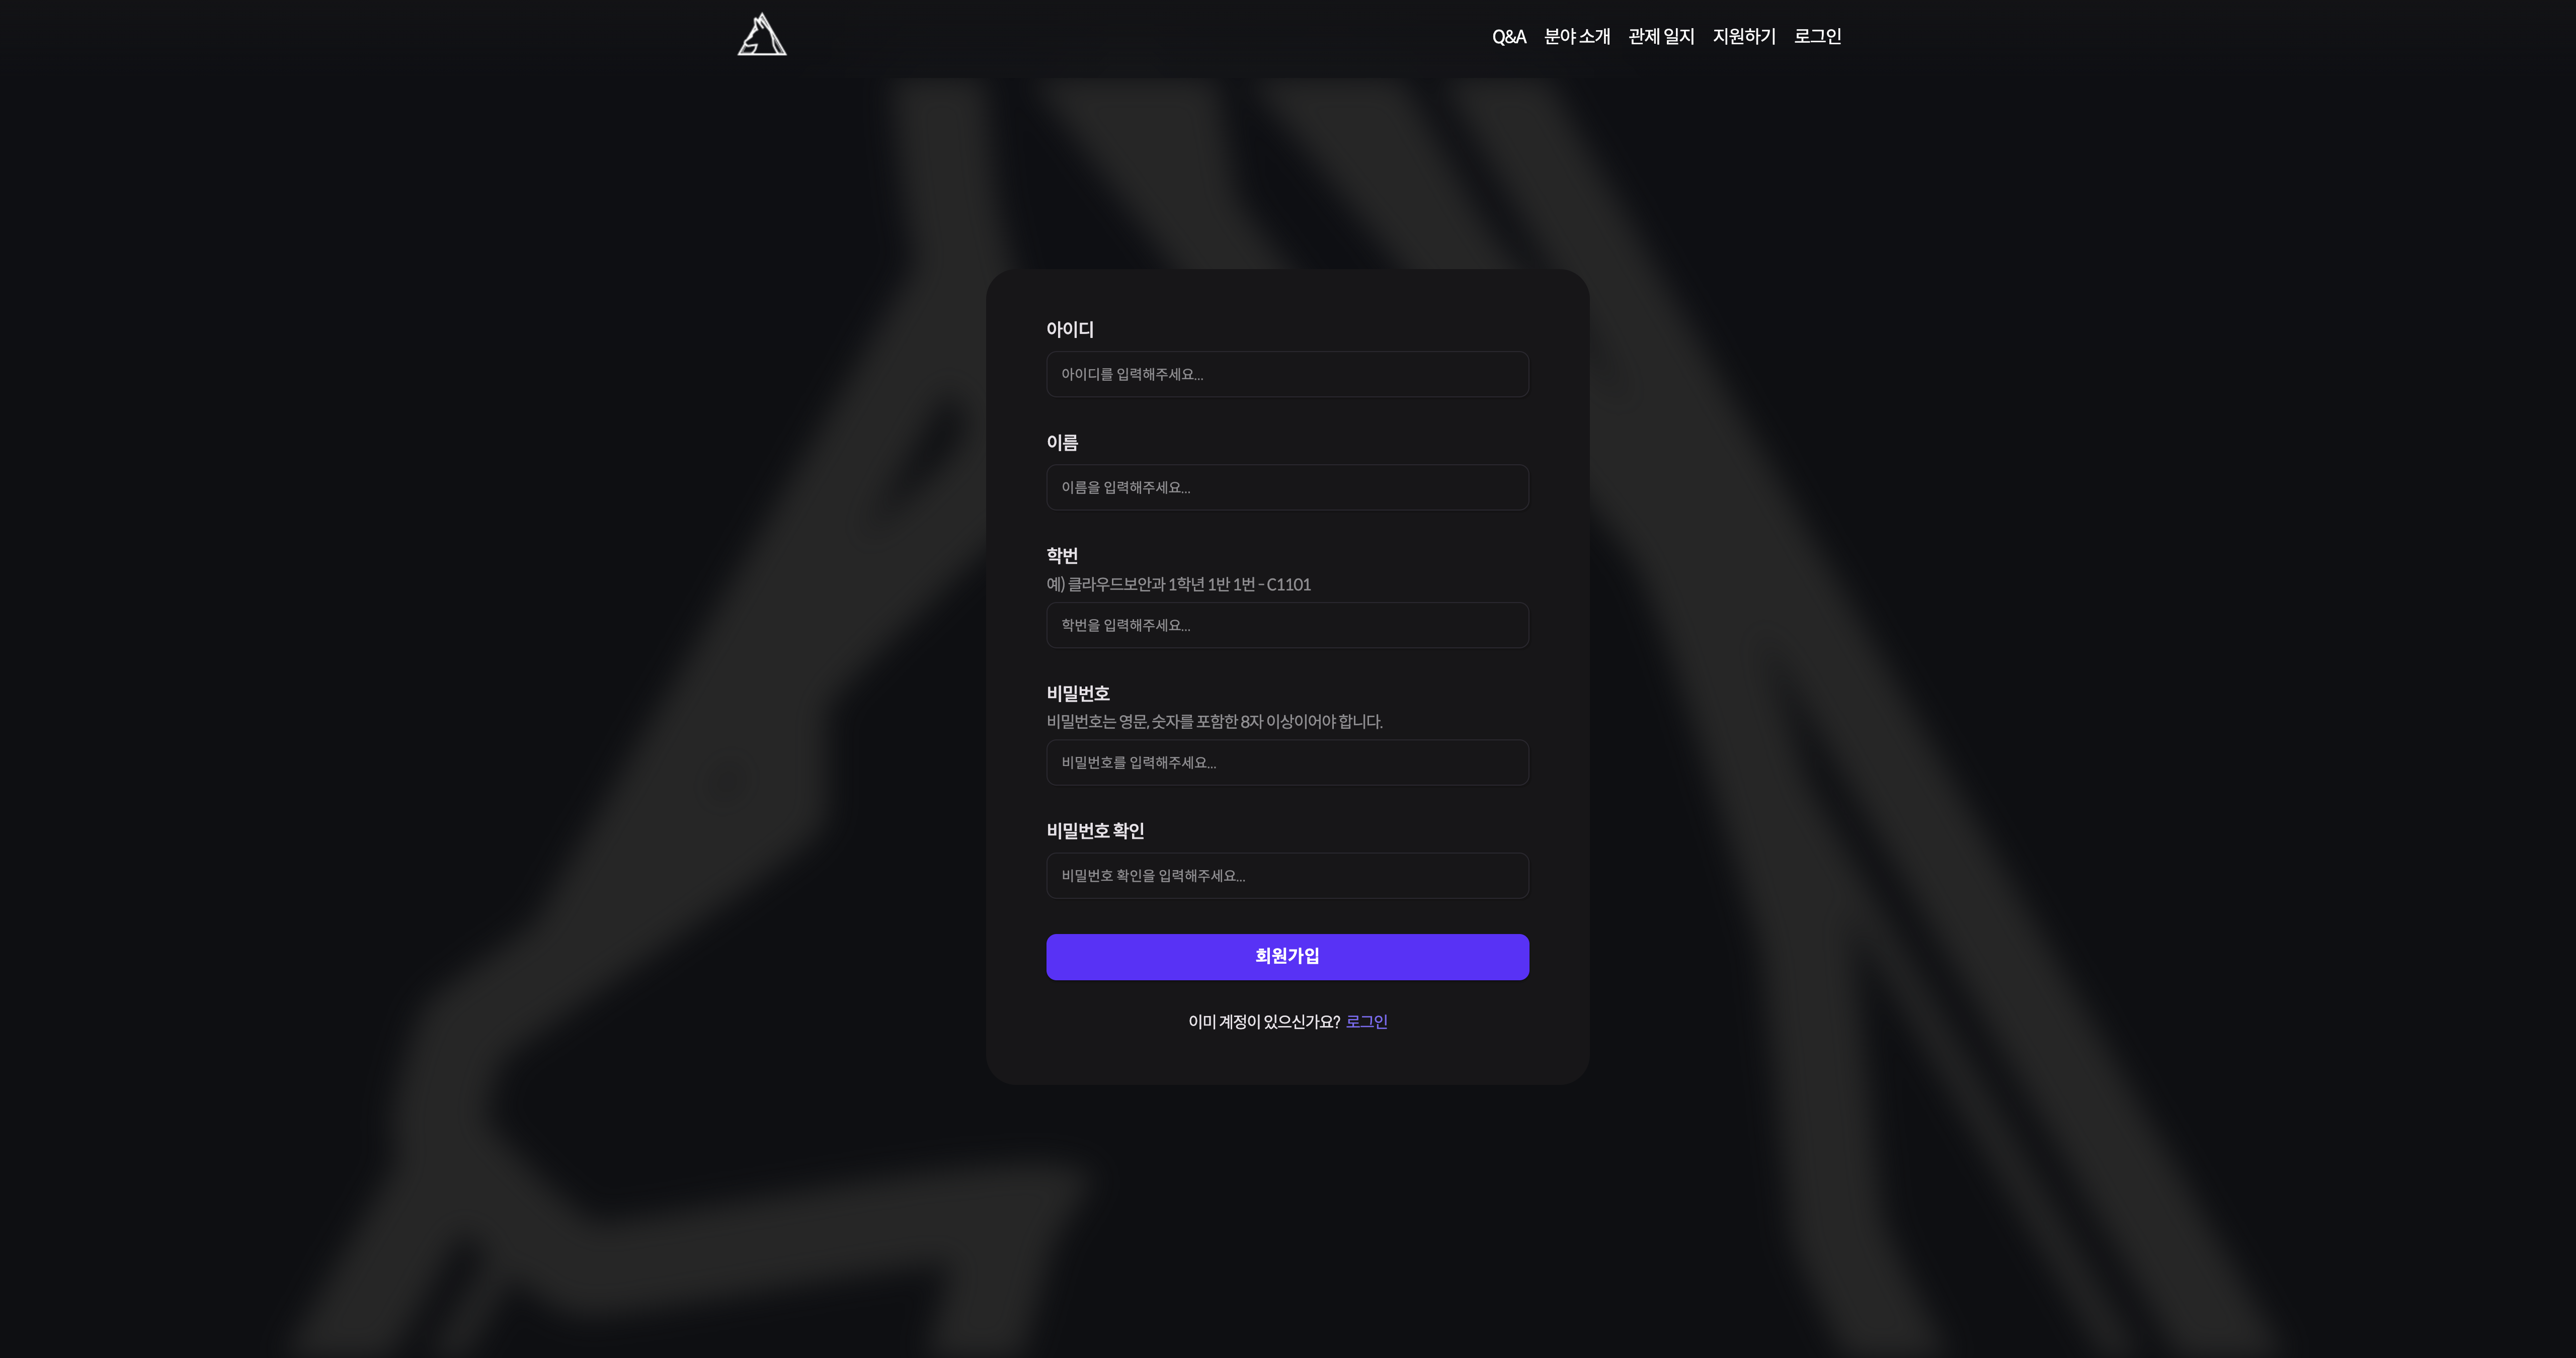 Q&A 분야 소개 관제 일지 지원하기 로그인
아이디
아이디를 입력해주세요...
이름
이름을 입력해주세요...
학번
예) 클라우드보안과 1학년 1반 1번 - C1101
학번을 입력해주세요...
비밀번호
비밀번호는 영문, 숫자를 포함한 8자 이상이어야 합니다.
비밀번호를 입력해주세요...
비밀번호 확인
비밀번호 확인을 입력해주세요...
회원가입
이미 계정이 있으신가요? 로그인